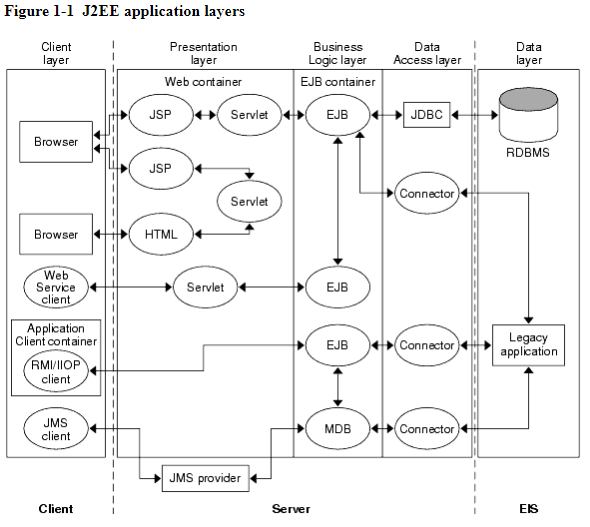 Figure 1-1 J2EE application layers
Client
layer
Presentation
layer
Business
Logic layer
Data
Access layer
Data
layer
Web container
EJB container
JSP
Servlet
EJB
JDBC
RDBMS
Browser
JSP
Servlet
Connector
Browser
HTML
Web
Service
client
Servlet
EJB
Application
Client container
RMI/IIOP
client
EJB
Connector
Legacy
application
JMS
client
MDB
Connector
JMS provider
Client
Server
EIS